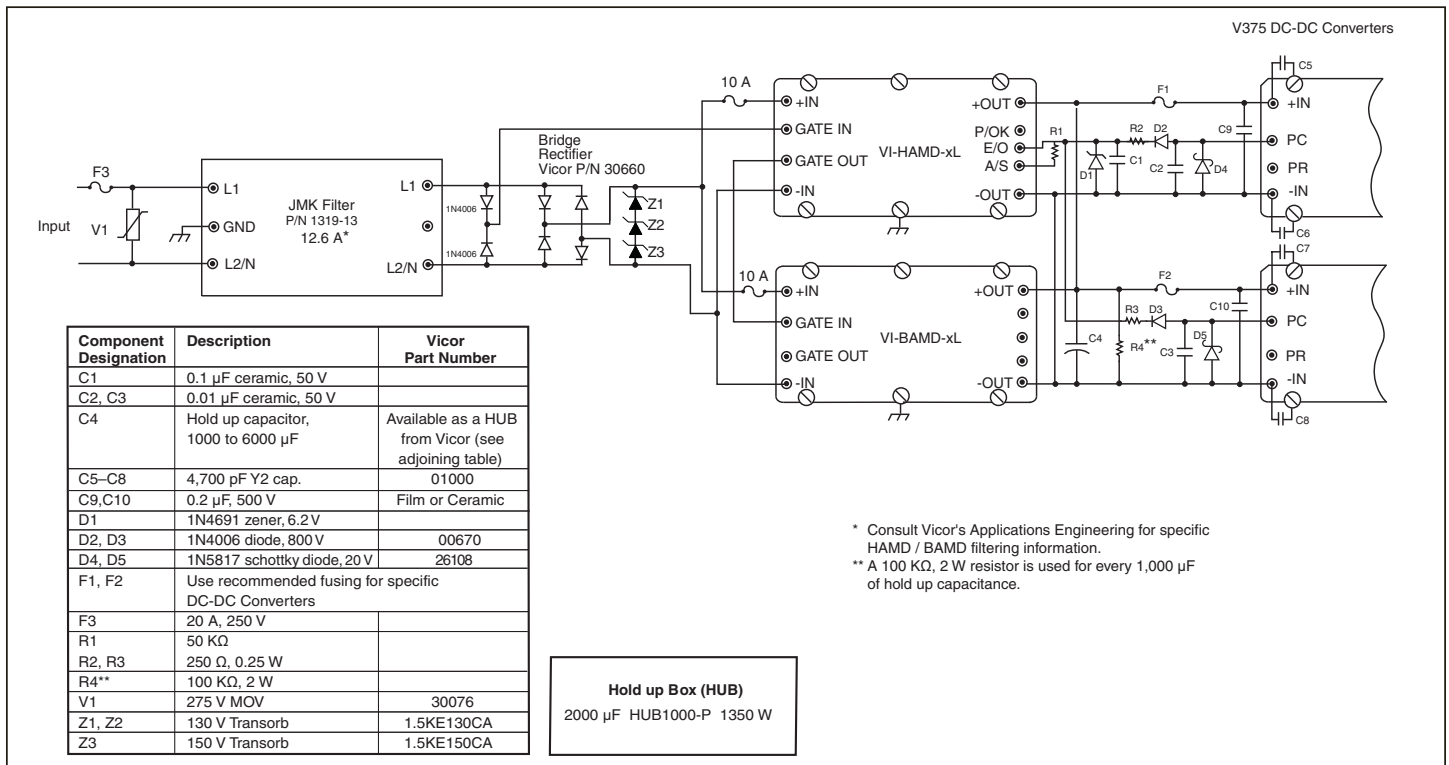 V375 DC-DC Converters
F3
Input
V1
L1
GND
L2/N
JMK Filter
P/N 1319-13
12.6 A*
L1
L2/N
1N4006
1N4006
Bridge
Rectifier
Vicor P/N 30660
Z1
Z2
Z3
10 A
+IN
GATE IN
GATE OUT
-IN
VI-HAMD-xL
+OUT
P/OK
E/O
A/S
-OUT
R1
D1
C1
R2
D2
C2
D4
F1
C9
C5
+IN
PC
PR
-IN
C6
10 A
+IN
GATE IN
GATE OUT
-IN
VI-BAMD-xL
+OUT
-OUT
C4
R4**
R3
D3
C3
D5
F2
C10
C7
+IN
PC
PR
-IN
C8
Component Description Vicor
Designation Part Number
C1 0.1 µF ceramic, 50 V
C2, C3 0.01 µF ceramic, 50 V
C4 Hold up capacitor, Available as a HUB
1000 to 6000 µF from Vicor (see
adjoining table)
C5–C8 4,700 pF Y2 cap. 01000
C9,C10 0.2 µF, 500 V Film or Ceramic
D1 1N4691 zener, 6.2 V
D2, D3 1N4006 diode, 800 V 00670
D4, D5 1N5817 schottky diode, 20 V 26108
F1, F2 Use recommended fusing for specific
DC-DC Converters
F3 20 A, 250 V
R1 50 KΩ
R2, R3 250 Ω, 0.25 W
R4** 100 KΩ, 2 W
V1 275 V MOV 30076
Z1, Z2 130 V Transorb 1.5KE130CA
Z3 150 V Transorb 1.5KE150CA
Hold up Box (HUB)
2000 µF HUB1000-P 1350 W
* Consult Vicor's Applications Engineering for specific
HAMD / BAMD filtering information.
** A 100 KΩ, 2 W resistor is used for every 1,000 µF
of hold up capacitance.